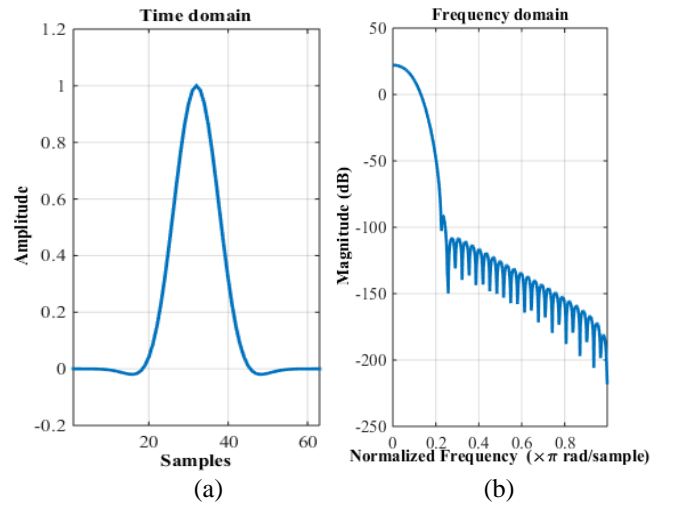 Time domain
1.2
1
0.8
0.6
0.4
0.2
0
-0.2
Amplitude
20 40 60
Samples
(a)
Frequency domain
50
0
-50
-100
-150
-200
-250
Magnitude (dB)
0 0.2 0.4 0.6 0.8
Normalized Frequency (×π rad/sample)
(b)